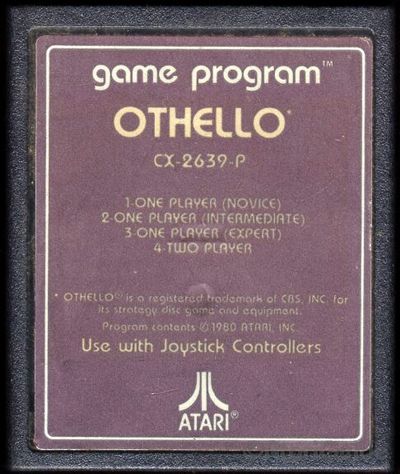 game program™
OTHELLO*
CX-2639-P
1-ONE PLAYER (NOVICE)
2-ONE PLAYER (INTERMEDIATE)
3-ONE PLAYER (EXPERT)
4-TWO PLAYER
* OTHELLO® is a registered trademark of CBS, INC. for
its strategy disc game and equipment.
Program contents © 1980 ATARI, INC.
Use with Joystick Controllers
ATARI®